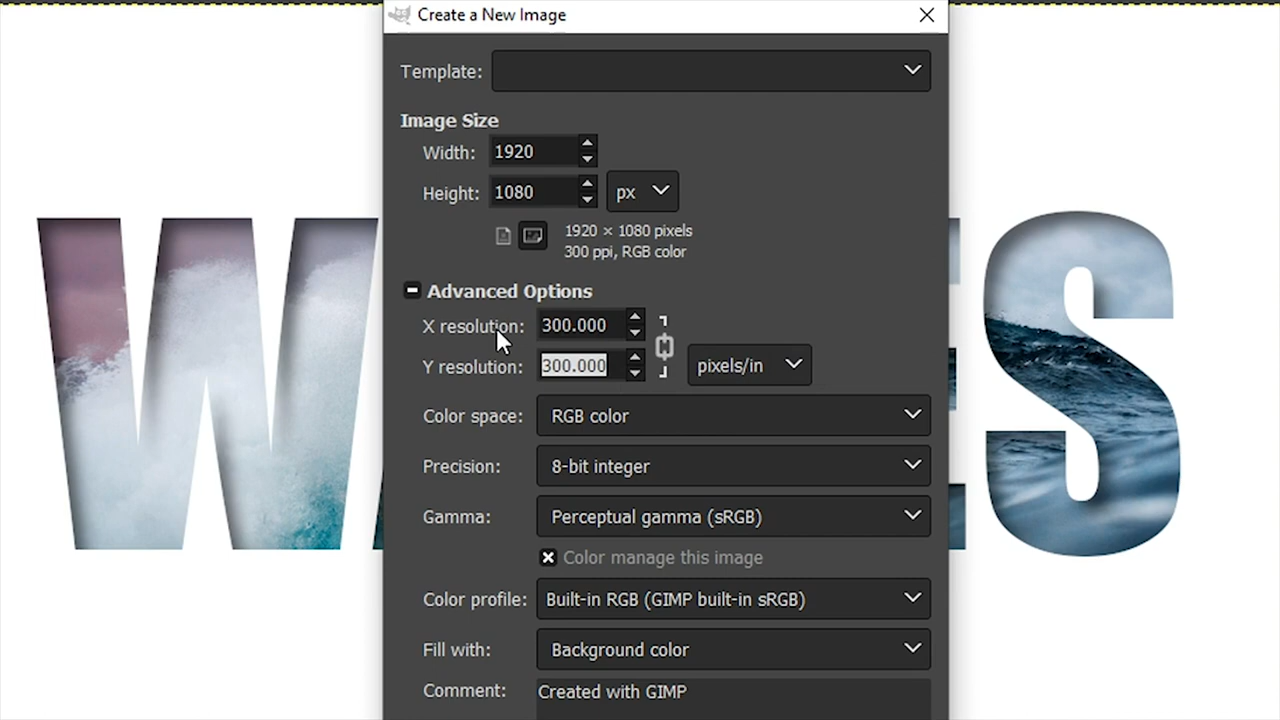 Create a New Image
Template:
Image Size
Width: 1920
Height: 1080 px
1920 × 1080 pixels
300 ppi, RGB color
Advanced Options
X resolution: 300.000
Y resolution: 300.000 pixels/in
Color space: RGB color
Precision: 8-bit integer
Gamma: Perceptual gamma (sRGB)
Color manage this image
Color profile: Built-in RGB (GIMP built-in sRGB)
Fill with: Background color
Comment: Created with GIMP
W
S